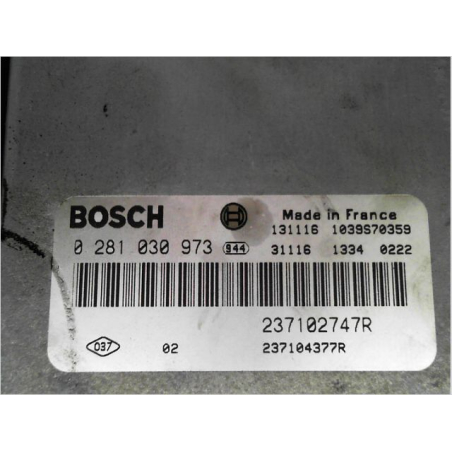 BOSCH Made in France
131116 1039S70359
0 281 030 973 944 31116 1334 0222
237102747R
037 02 237104377R